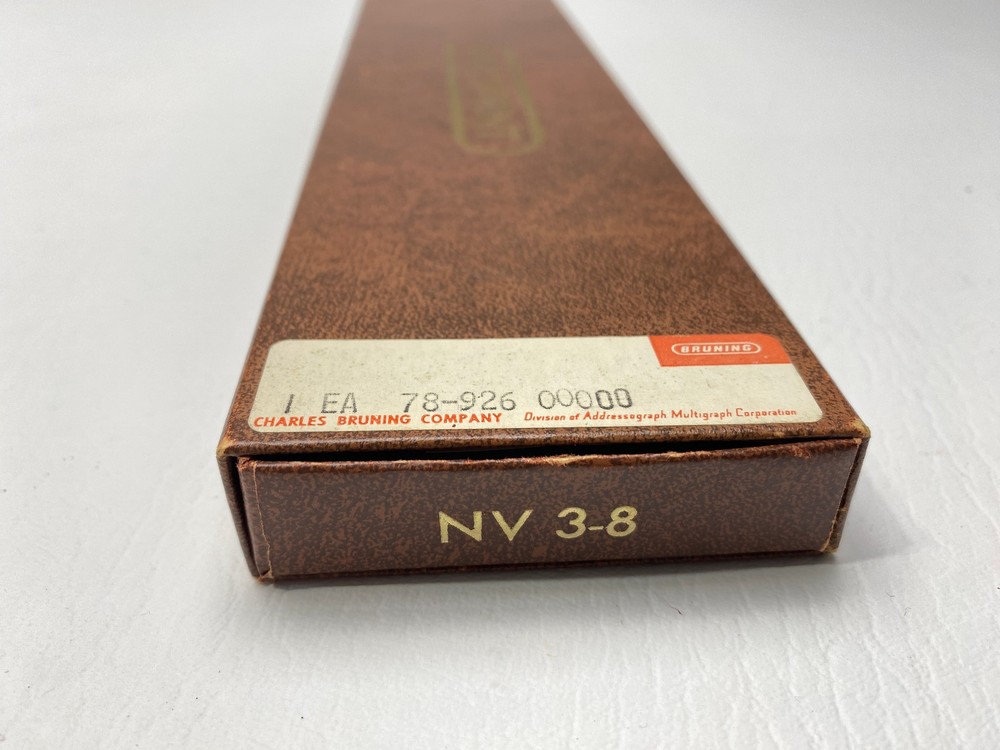 BRUNING
1 EA 78-926 00000
CHARLES BRUNING COMPANY Division of Addressograph Multigraph Corporation
NV 3-8